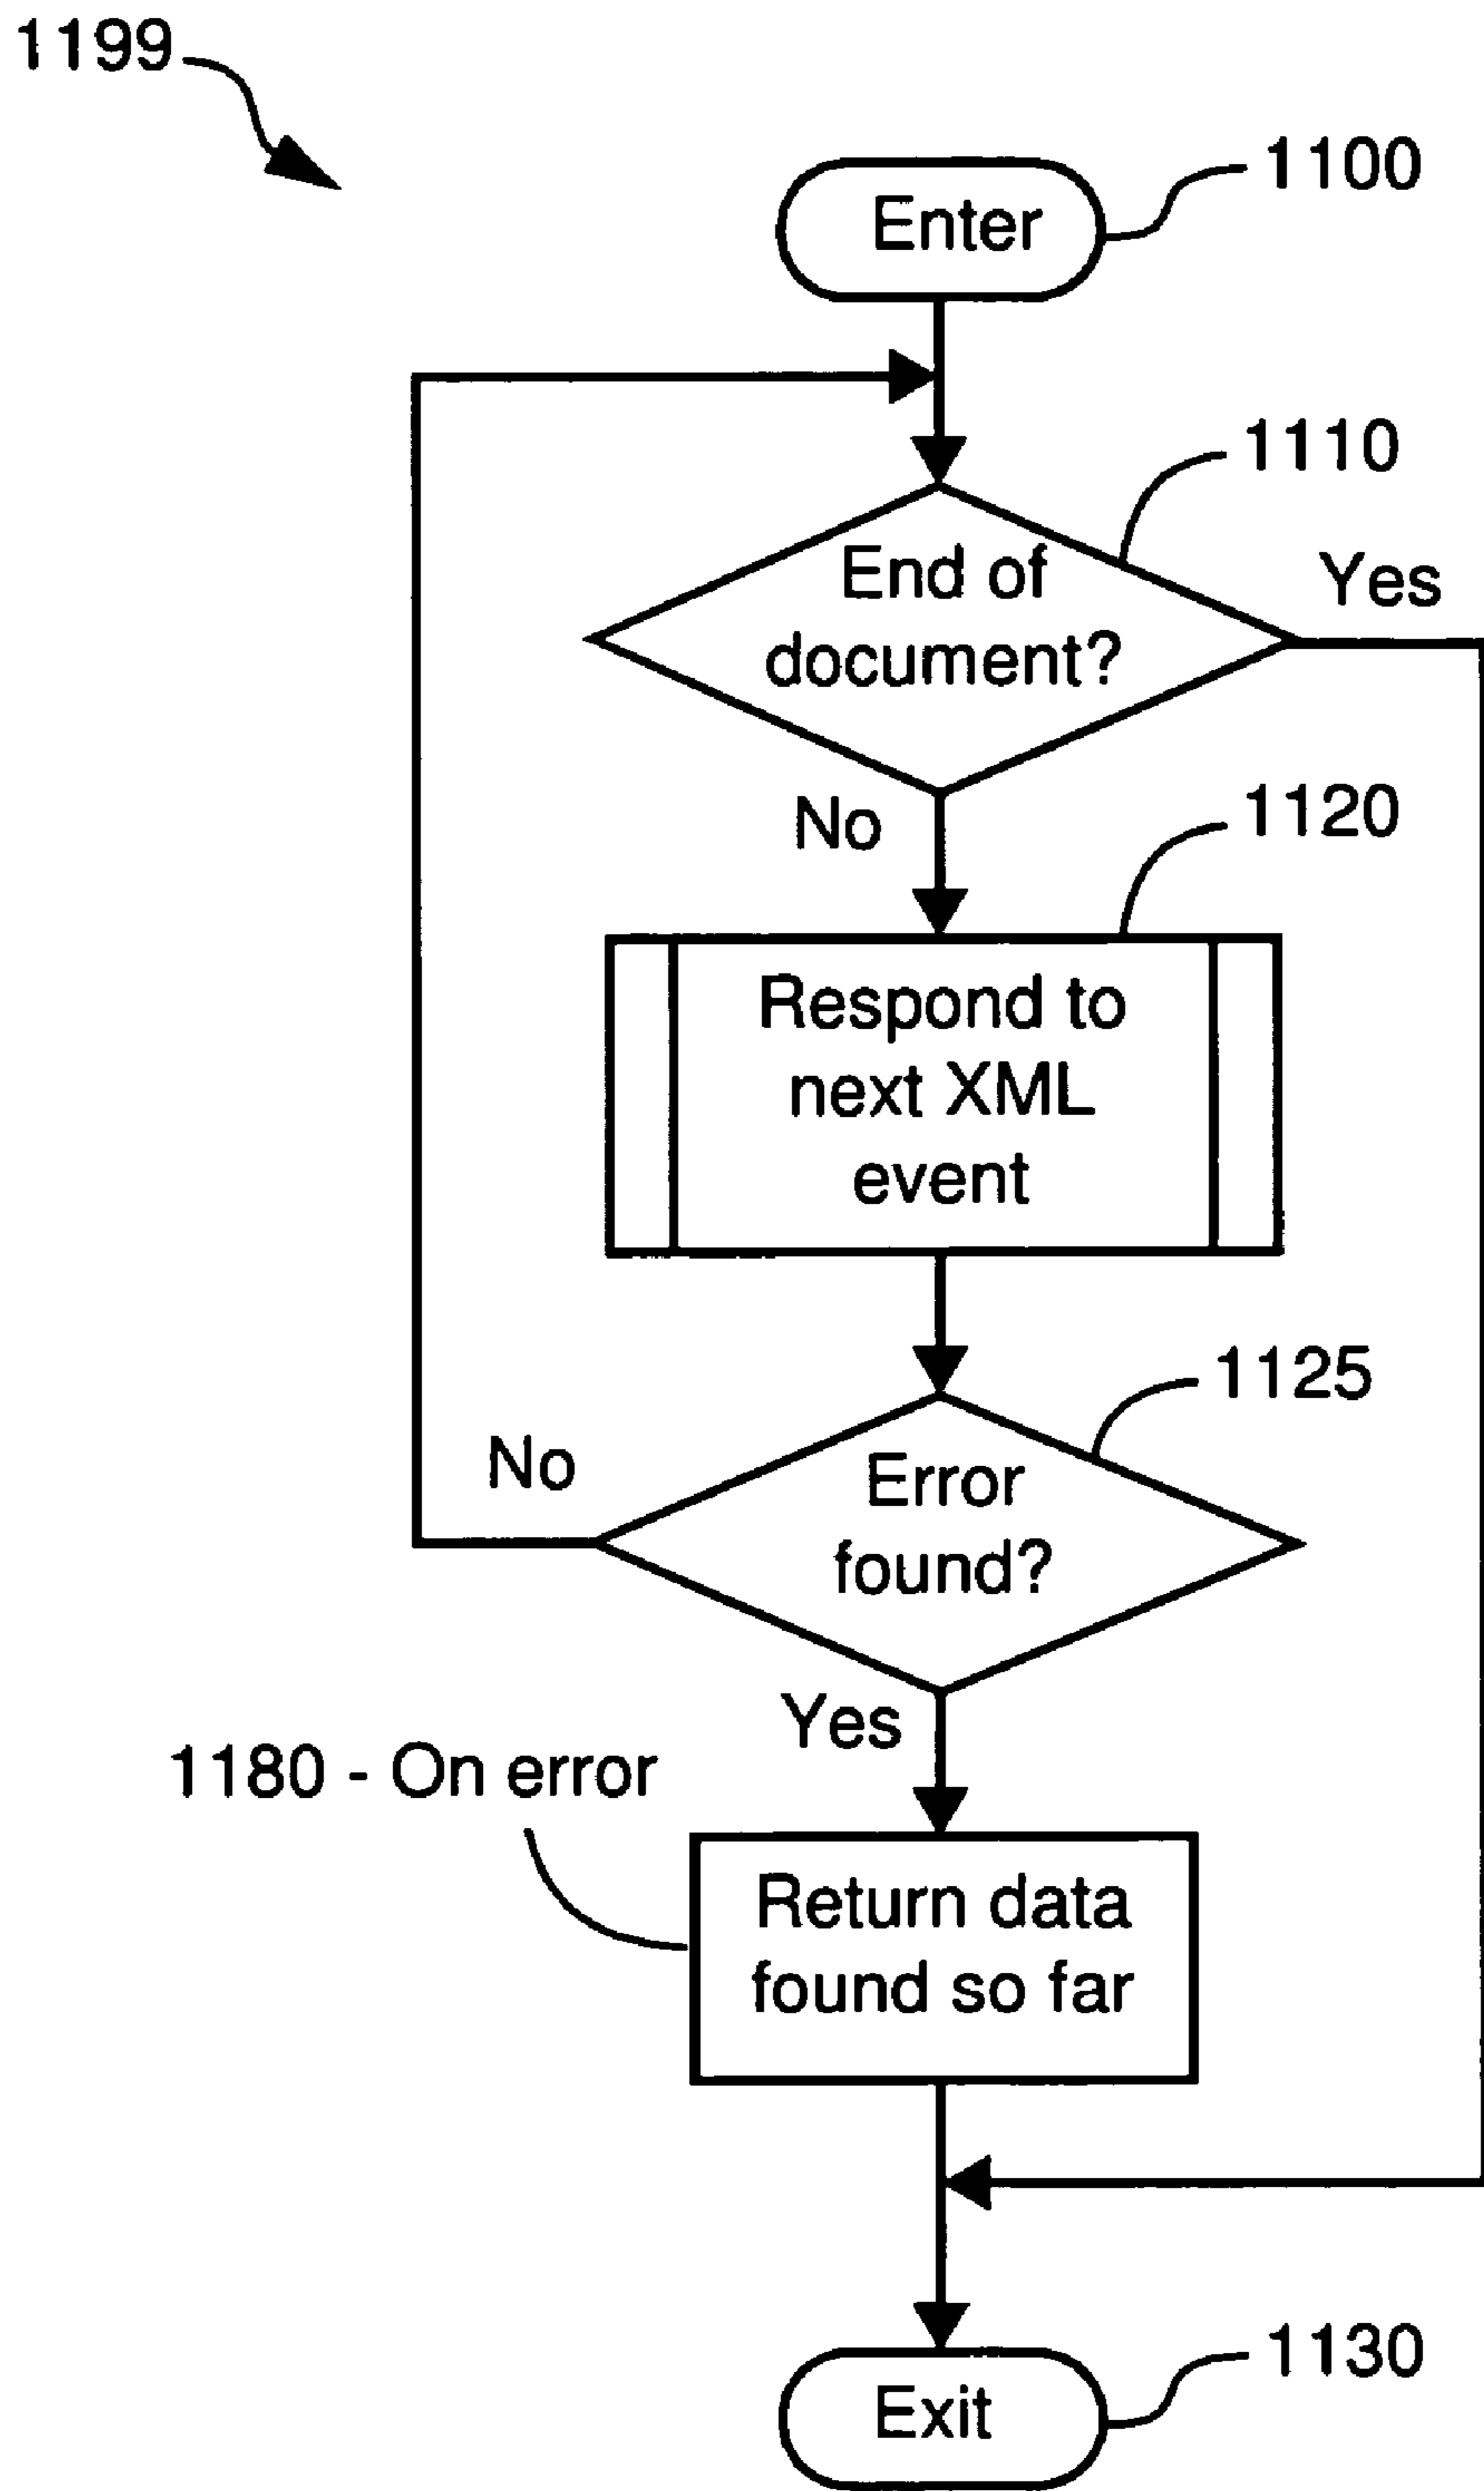 1199
1100
Enter
1110
End of
document?
Yes
No
1120
Respond to
next XML
event
1125
No
Error
found?
Yes
1180 - On error
Return data
found so far
1130
Exit